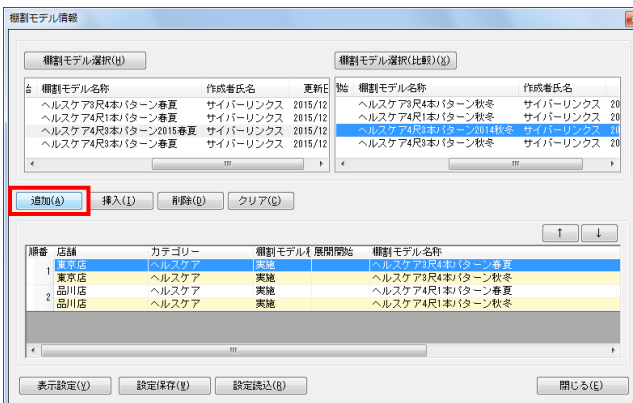 棚割モデル情報
棚割モデル選択(H) 棚割モデル選択(比較)(X)
棚割モデル名称 作成者氏名 更新日
ヘルスケア3尺4本パターン春夏 サイバーリンクス 2015/12
ヘルスケア4尺1本パターン春夏 サイバーリンクス 2015/12
ヘルスケア4尺3本パターン2015春夏 サイバーリンクス 2015/12
ヘルスケア4尺3本パターン春夏 サイバーリンクス 2015/12
始 棚割モデル名称 作成者氏名
ヘルスケア3尺4本パターン秋冬 サイバーリンクス 20
ヘルスケア4尺1本パターン秋冬 サイバーリンクス 20
ヘルスケア4尺3本パターン2014秋冬 サイバーリンクス 20
ヘルスケア4尺3本パターン秋冬 サイバーリンクス 20
追加(A) 挿入(I) 削除(D) クリア(C)
↑ ↓
順番 店舗 カテゴリー 棚割モデル名 展開開始 棚割モデル名称
1 東京店 ヘルスケア 実施 ヘルスケア3尺4本パターン春夏
東京店 ヘルスケア 実施 ヘルスケア3尺4本パターン秋冬
2 品川店 ヘルスケア 実施 ヘルスケア4尺1本パターン春夏
品川店 ヘルスケア 実施 ヘルスケア4尺1本パターン秋冬
表示設定(V) 設定保存(W) 設定読込(R) 閉じる(E)